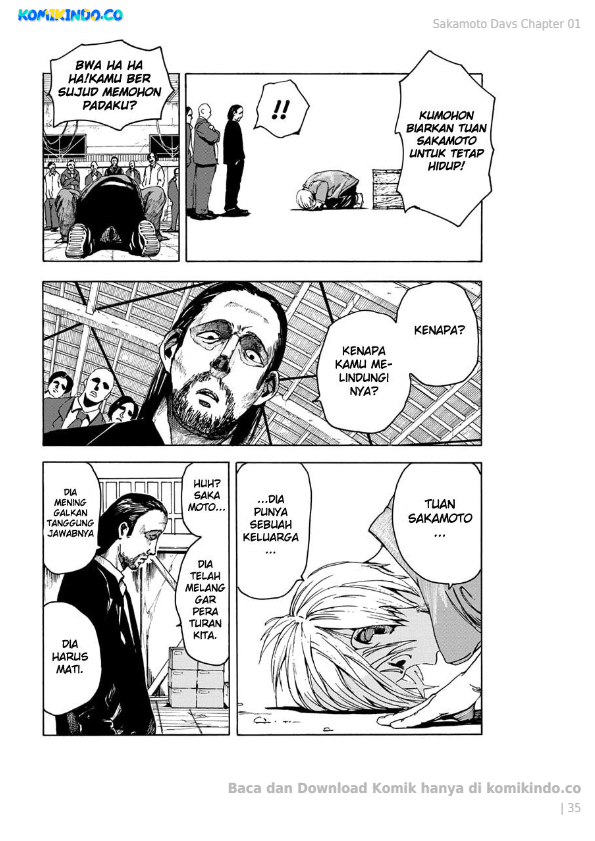 KOMIKINDO.CO
Sakamoto Days Chapter 01
KUMOHON
BIARKAN TUAN
SAKAMOTO
UNTUK TETAP
HIDUP!
!!
BWA HA HA
HA!KAMU BER
SUJUD MEMOHON
PADAKU?
KENAPA?
KENAPA
KAMU ME-
LINDUNGI
NYA?
TUAN
SAKAMOTO
...
...DIA
PUNYA
SEBUAH
KELUARGA
...
HUH?
SAKA
MOTO...
DIA
TELAH
MELANG
GAR
PERA
TURAN
KITA.
DIA
MENING
GALKAN
TANGGUNG
JAWABNYA
DIA
HARUS
MATI.
Baca dan Download Komik hanya di komikindo.co
| 35